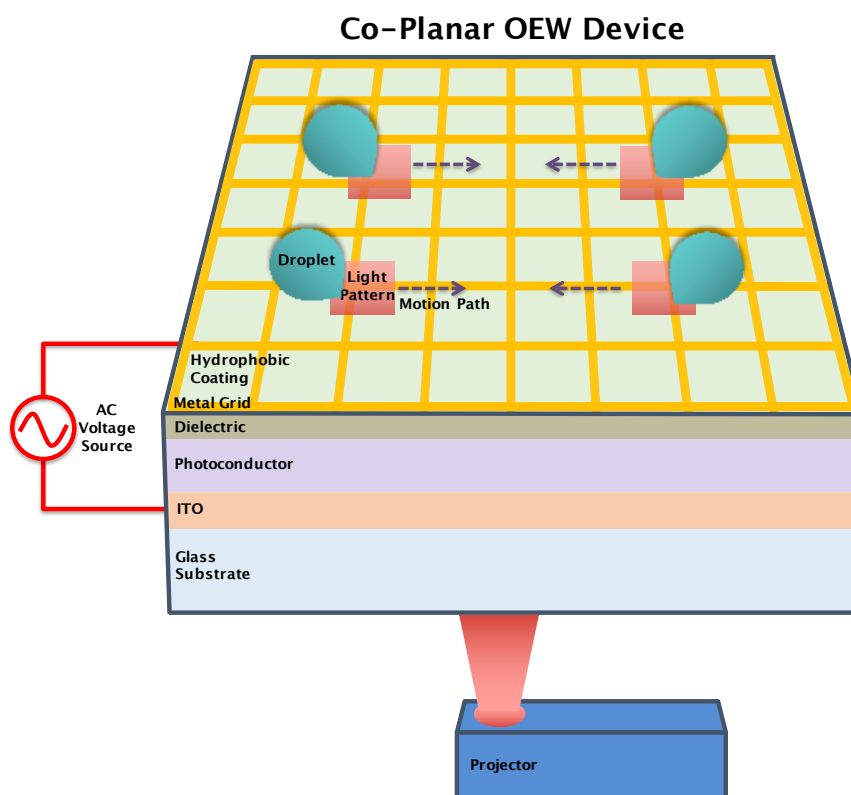 Co-Planar OEW Device
Droplet
Light
Pattern
Motion Path
Hydrophobic
Coating
Metal Grid
AC
Voltage
Source
Dielectric
Photoconductor
ITO
Glass
Substrate
Projector